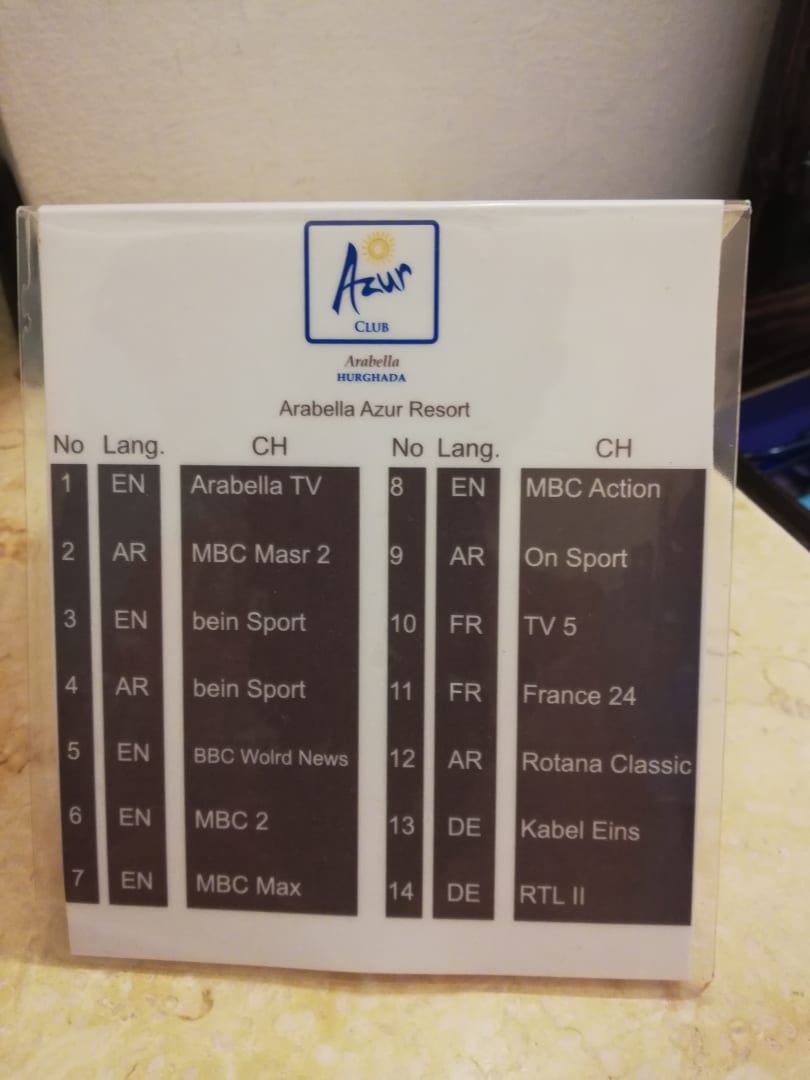 Azur
CLUB
Arabella
HURGHADA
Arabella Azur Resort
No Lang. CH No Lang. CH
1 EN Arabella TV 8 EN MBC Action
2 AR MBC Masr 2 9 AR On Sport
3 EN bein Sport 10 FR TV 5
4 AR bein Sport 11 FR France 24
5 EN BBC Wolrd News 12 AR Rotana Classic
6 EN MBC 2 13 DE Kabel Eins
7 EN MBC Max 14 DE RTL II